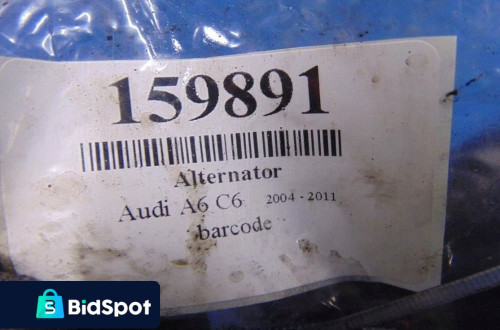 159891
Alternator
Audi A6 C6 2004 - 2011
barcode
S BidSpot